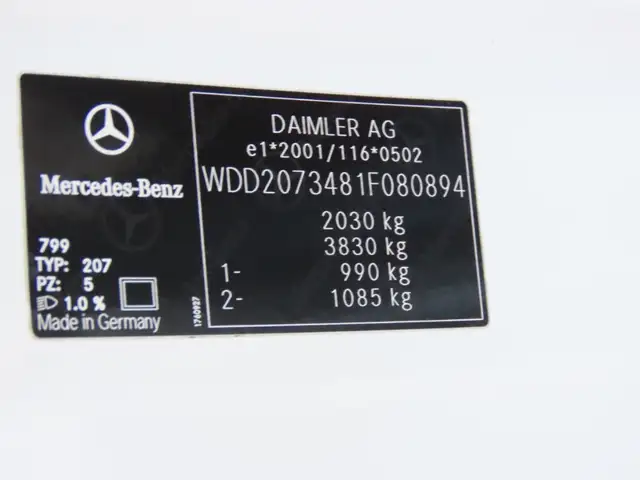 Mercedes-Benz
799
TYP: 207
PZ: 5
1.0 %
Made in Germany
1760927
DAIMLER AG
e1*2001/116*0502
WDD2073481F080894
2030 kg
3830 kg
1- 990 kg
2- 1085 kg